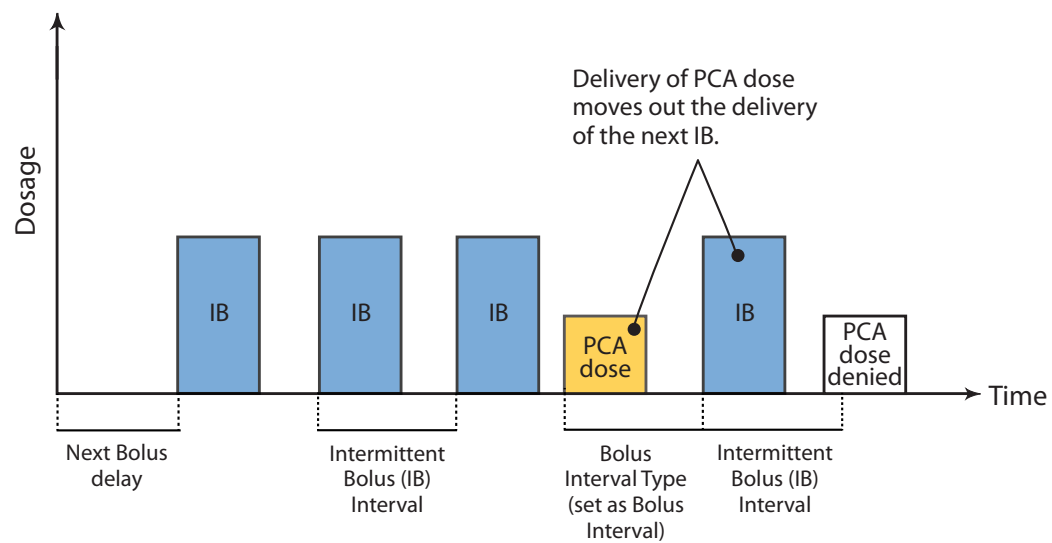 Delivery of PCA dose
moves out the delivery
of the next IB.
Dosage
IB
IB
IB
PCA
dose
IB
PCA
dose
denied
Time
Next Bolus
delay
Intermittent
Bolus (IB)
Interval
Bolus
Interval Type
(set as Bolus
Interval)
Intermittent
Bolus (IB)
Interval